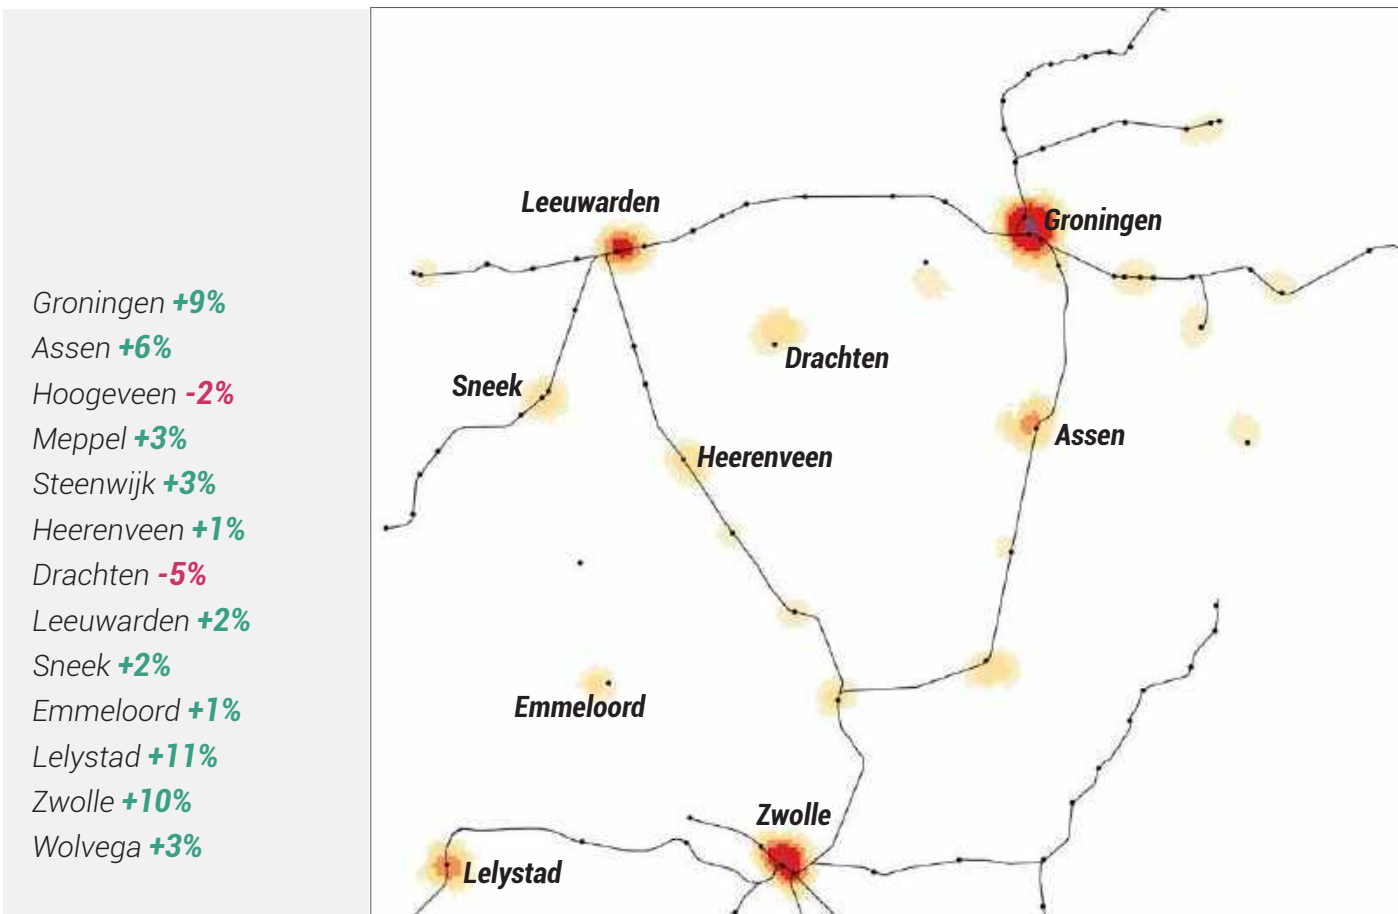 Groningen +9%
Assen +6%
Hoogeveen -2%
Meppel +3%
Steenwijk +3%
Heerenveen +1%
Drachten -5%
Leeuwarden +2%
Sneek +2%
Emmeloord +1%
Lelystad +11%
Zwolle +10%
Wolvega +3%
Leeuwarden
Groningen
Drachten
Sneek
Assen
Heerenveen
Emmeloord
Zwolle
Lelystad